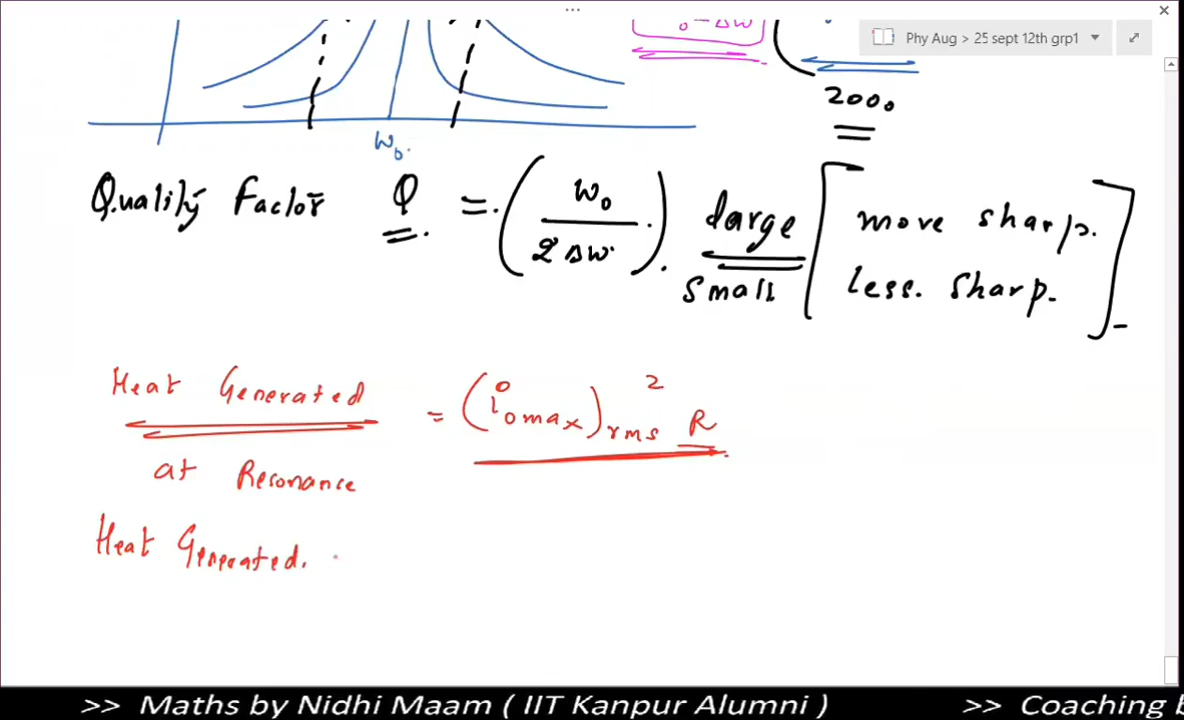 Phy Aug > 25 sept 12th grp1
2000
W₀
Quality Factor Q = (W₀ / 2ΔW) large [more sharp.
small less. sharp.]
Heat Generated = (i₀max)rms² R
at Resonance
Heat Generated.
>> Maths by Nidhi Maam ( IIT Kanpur Alumni ) >> Coaching